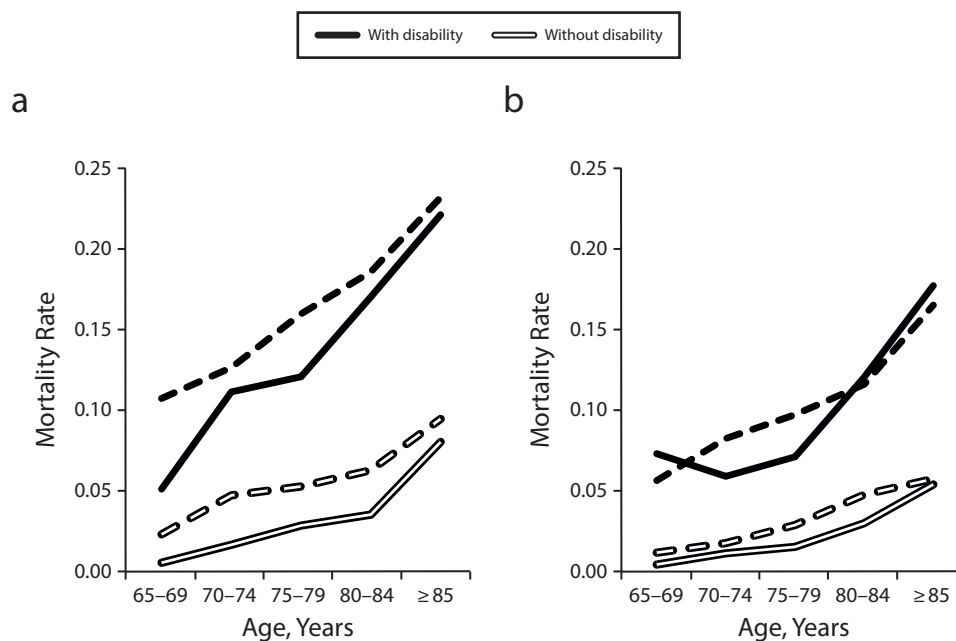 With disability Without disability
a
b
0.25
0.20
0.15
0.10
0.05
0.00
Mortality Rate
65–69 70–74 75–79 80–84 ≥85
Age, Years
0.25
0.20
0.15
0.10
0.05
0.00
Mortality Rate
65–69 70–74 75–79 80–84 ≥85
Age, Years